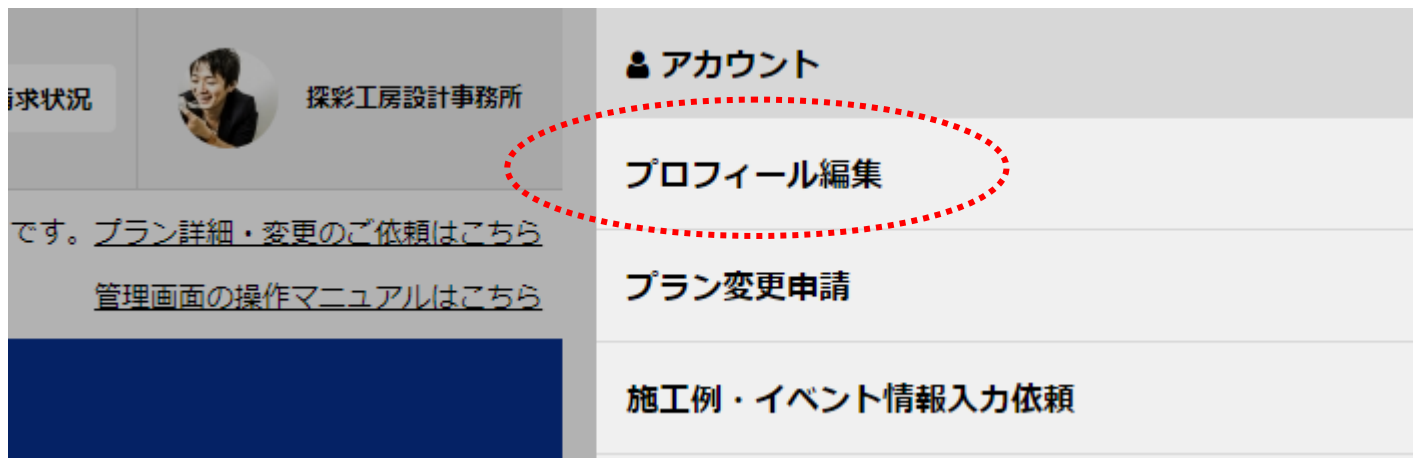 求状況
探彩工房設計事務所
です。プラン詳細・変更のご依頼はこちら
管理画面の操作マニュアルはこちら
アカウント
プロフィール編集
プラン変更申請
施工例・イベント情報入力依頼